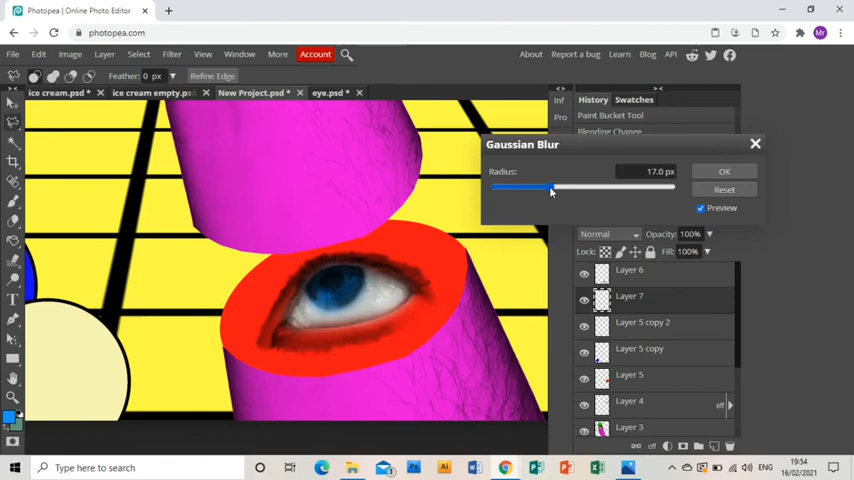 Photopea | Online Photo Editor
photopea.com
Mr
File Edit Image Layer Select Filter View Window More Account
About Report a bug Learn Blog API
Feather: 0 px Refine Edge
ice cream.psd * ice cream empty.psd New Project.psd * eye.psd *
Inf
Pro
History Swatches
Paint Bucket Tool
Blending Change
Gaussian Blur
Radius: 17.0 px OK
Reset
Preview
Normal Opacity: 100%
Lock: Fill: 100%
Layer 6
Layer 7
Layer 5 copy 2
Layer 5 copy
Layer 5
Layer 4 eff
Layer 3
eff
Type here to search
ENG
19:54
16/02/2021